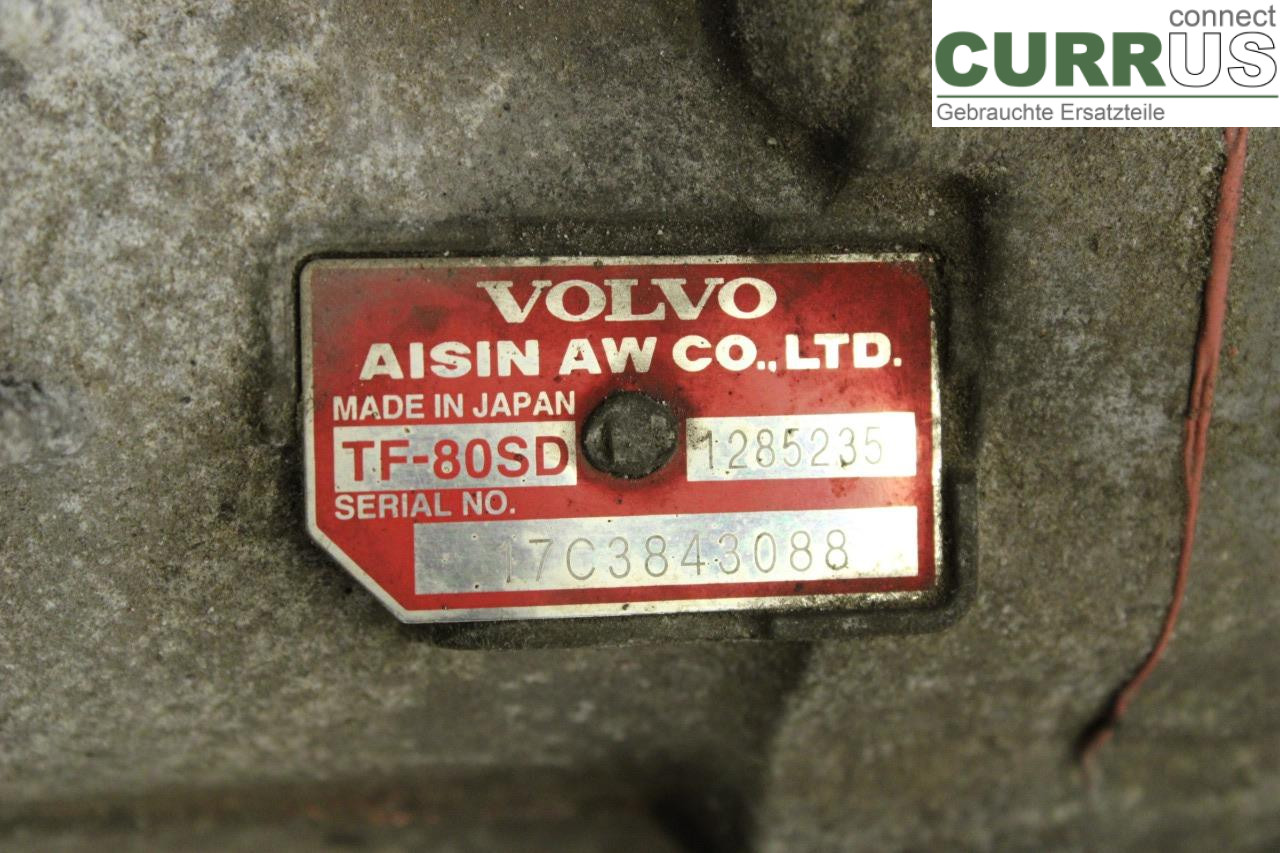 connect
CURRUS
Gebrauchte Ersatzteile
VOLVO
AISIN AW CO.,LTD.
MADE IN JAPAN
TF-80SD 1285235
SERIAL NO.
17C3843088